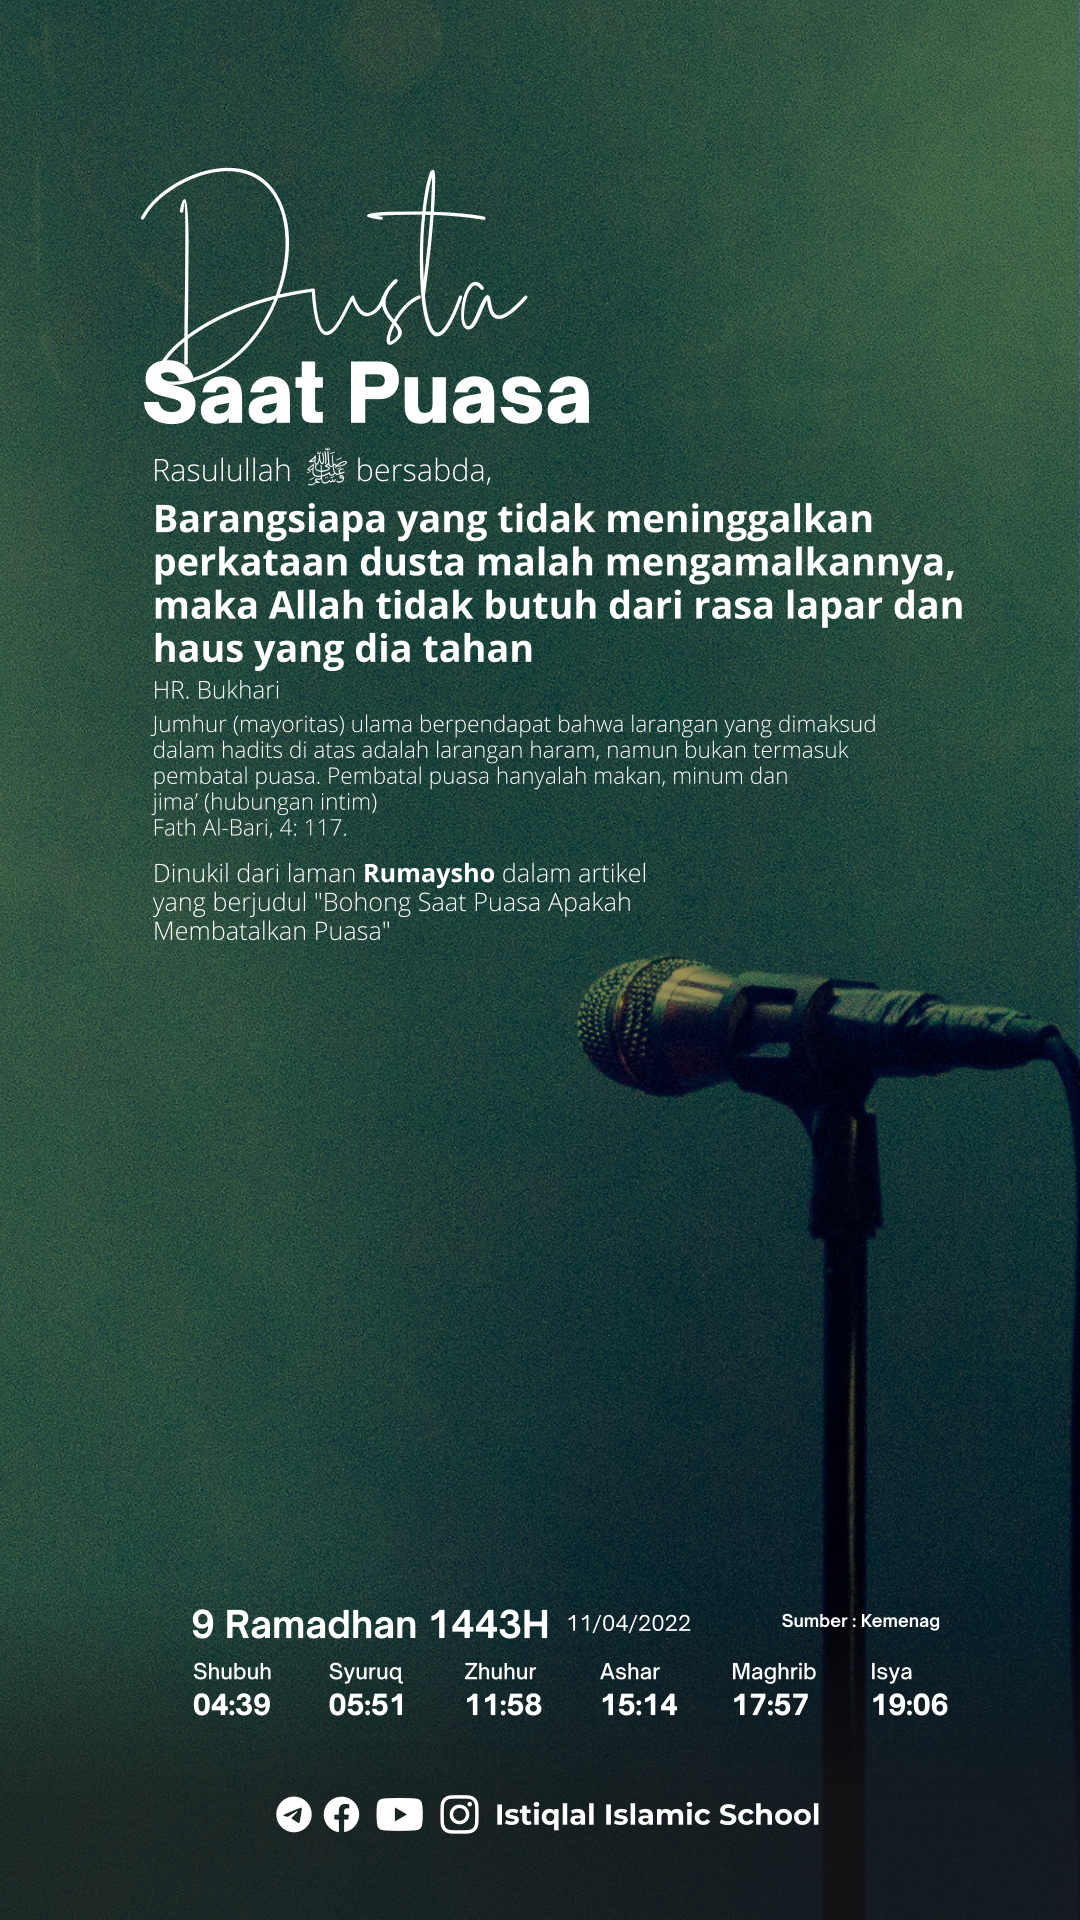 Dusta
Saat Puasa
Rasulullah ﷺ bersabda,
Barangsiapa yang tidak meninggalkan
perkataan dusta malah mengamalkannya,
maka Allah tidak butuh dari rasa lapar dan
haus yang dia tahan
HR. Bukhari
Jumhur (mayoritas) ulama berpendapat bahwa larangan yang dimaksud
dalam hadits di atas adalah larangan haram, namun bukan termasuk
pembatal puasa. Pembatal puasa hanyalah makan, minum dan
jima’ (hubungan intim)
Fath Al-Bari, 4: 117.
Dinukil dari laman Rumaysho dalam artikel
yang berjudul "Bohong Saat Puasa Apakah
Membatalkan Puasa"
9 Ramadhan 1443H 11/04/2022 Sumber : Kemenag
Shubuh Syuruq Zhuhur Ashar Maghrib Isya
04:39 05:51 11:58 15:14 17:57 19:06
Istiqlal Islamic School